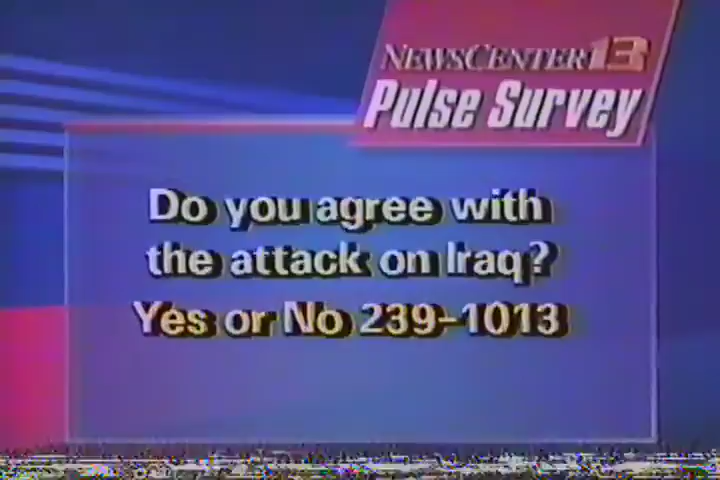 NEWSCENTER13
Pulse Survey
Do you agree with
the attack on Iraq?
Yes or No 239-1013